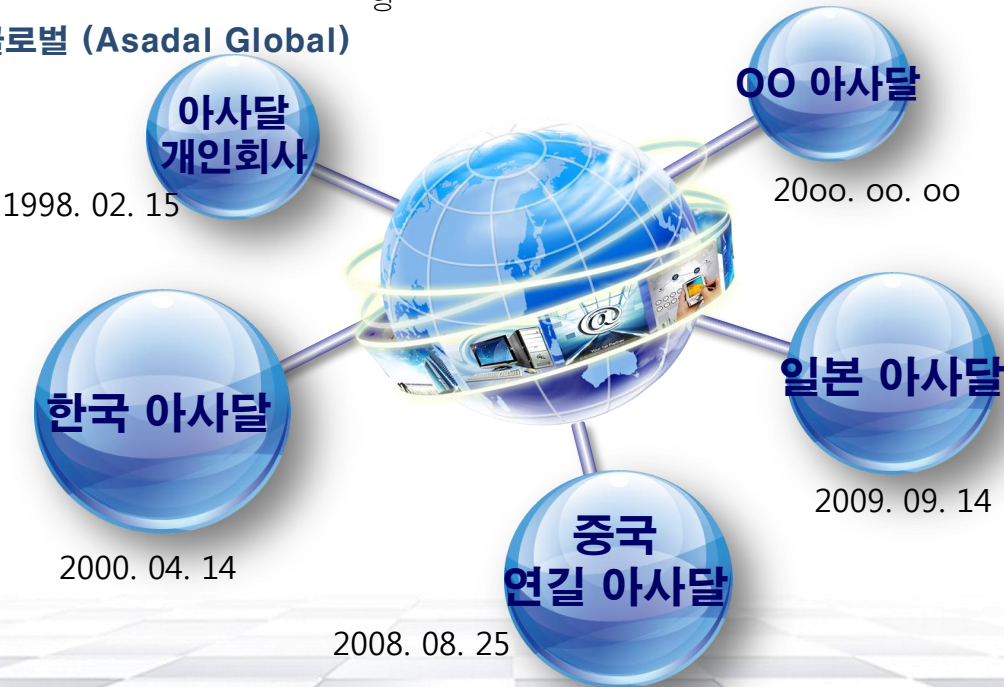 글로벌 (Asadal Global)
아사달
개인회사
1998. 02. 15
OO 아사달
20oo. oo. oo
한국 아사달
2000. 04. 14
일본 아사달
2009. 09. 14
중국
연길 아사달
2008. 08. 25